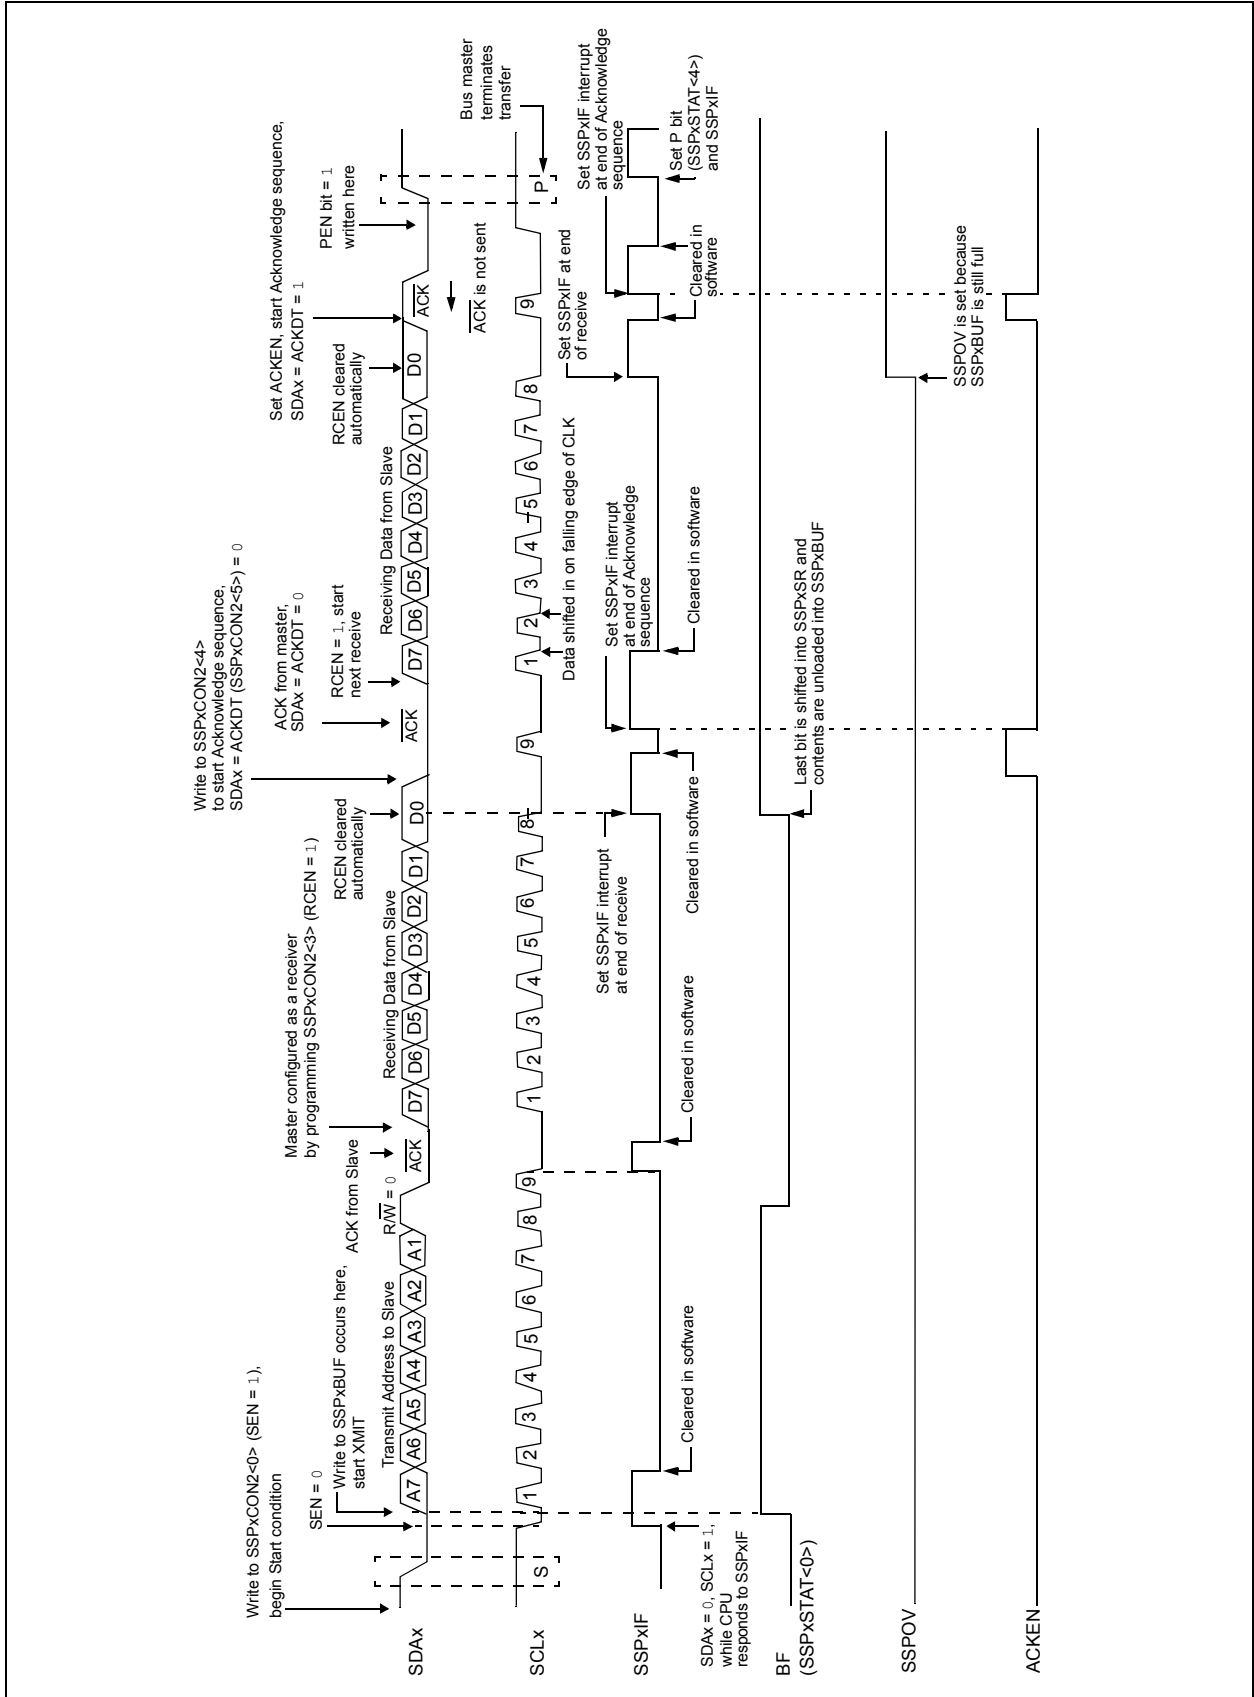 Write to SSPxCON2<0> (SEN = 1),
begin Start condition
SEN = 0
Write to SSPxBUF occurs here,
start XMIT
ACK from Slave
Master configured as a receiver
by programming SSPxCON2<3> (RCEN = 1)
RCEN cleared
automatically
Write to SSPxCON2<4>
to start Acknowledge sequence,
SDAx = ACKDT (SSPxCON2<5>) = 0
ACK from master,
SDAx = ACKDT = 0
RCEN = 1, start
next receive
RCEN cleared
automatically
Set ACKEN, start Acknowledge sequence,
SDAx = ACKDT = 1
PEN bit = 1
written here
Transmit Address to Slave
R/W = 0
Receiving Data from Slave
Receiving Data from Slave
SDAx
A7 A6 A5 A4 A3 A2 A1 ACK D7 D6 D5 D4 D3 D2 D1 D0 ACK D7 D6 D5 D4 D3 D2 D1 D0 ACK
ACK is not sent
Bus master
terminates
transfer
SCLx
S 1 2 3 4 5 6 7 8 9 1 2 3 4 5 6 7 8 9 1 2 3 4 5 6 7 8 9 P
Data shifted in on falling edge of CLK
Set SSPxIF interrupt
at end of receive
Set SSPxIF interrupt
at end of Acknowledge
sequence
Set SSPxIF at end
of receive
Set SSPxIF interrupt
at end of Acknowledge
sequence
SSPxIF
SDAx = 0, SCLx = 1,
while CPU
responds to SSPxIF
Cleared in software
Cleared in software
Cleared in software
Cleared in software
Cleared in
software
Set P bit
(SSPxSTAT<4>)
and SSPxIF
BF
(SSPxSTAT<0>)
Last bit is shifted into SSPxSR and
contents are unloaded into SSPxBUF
SSPOV
SSPOV is set because
SSPxBUF is still full
ACKEN